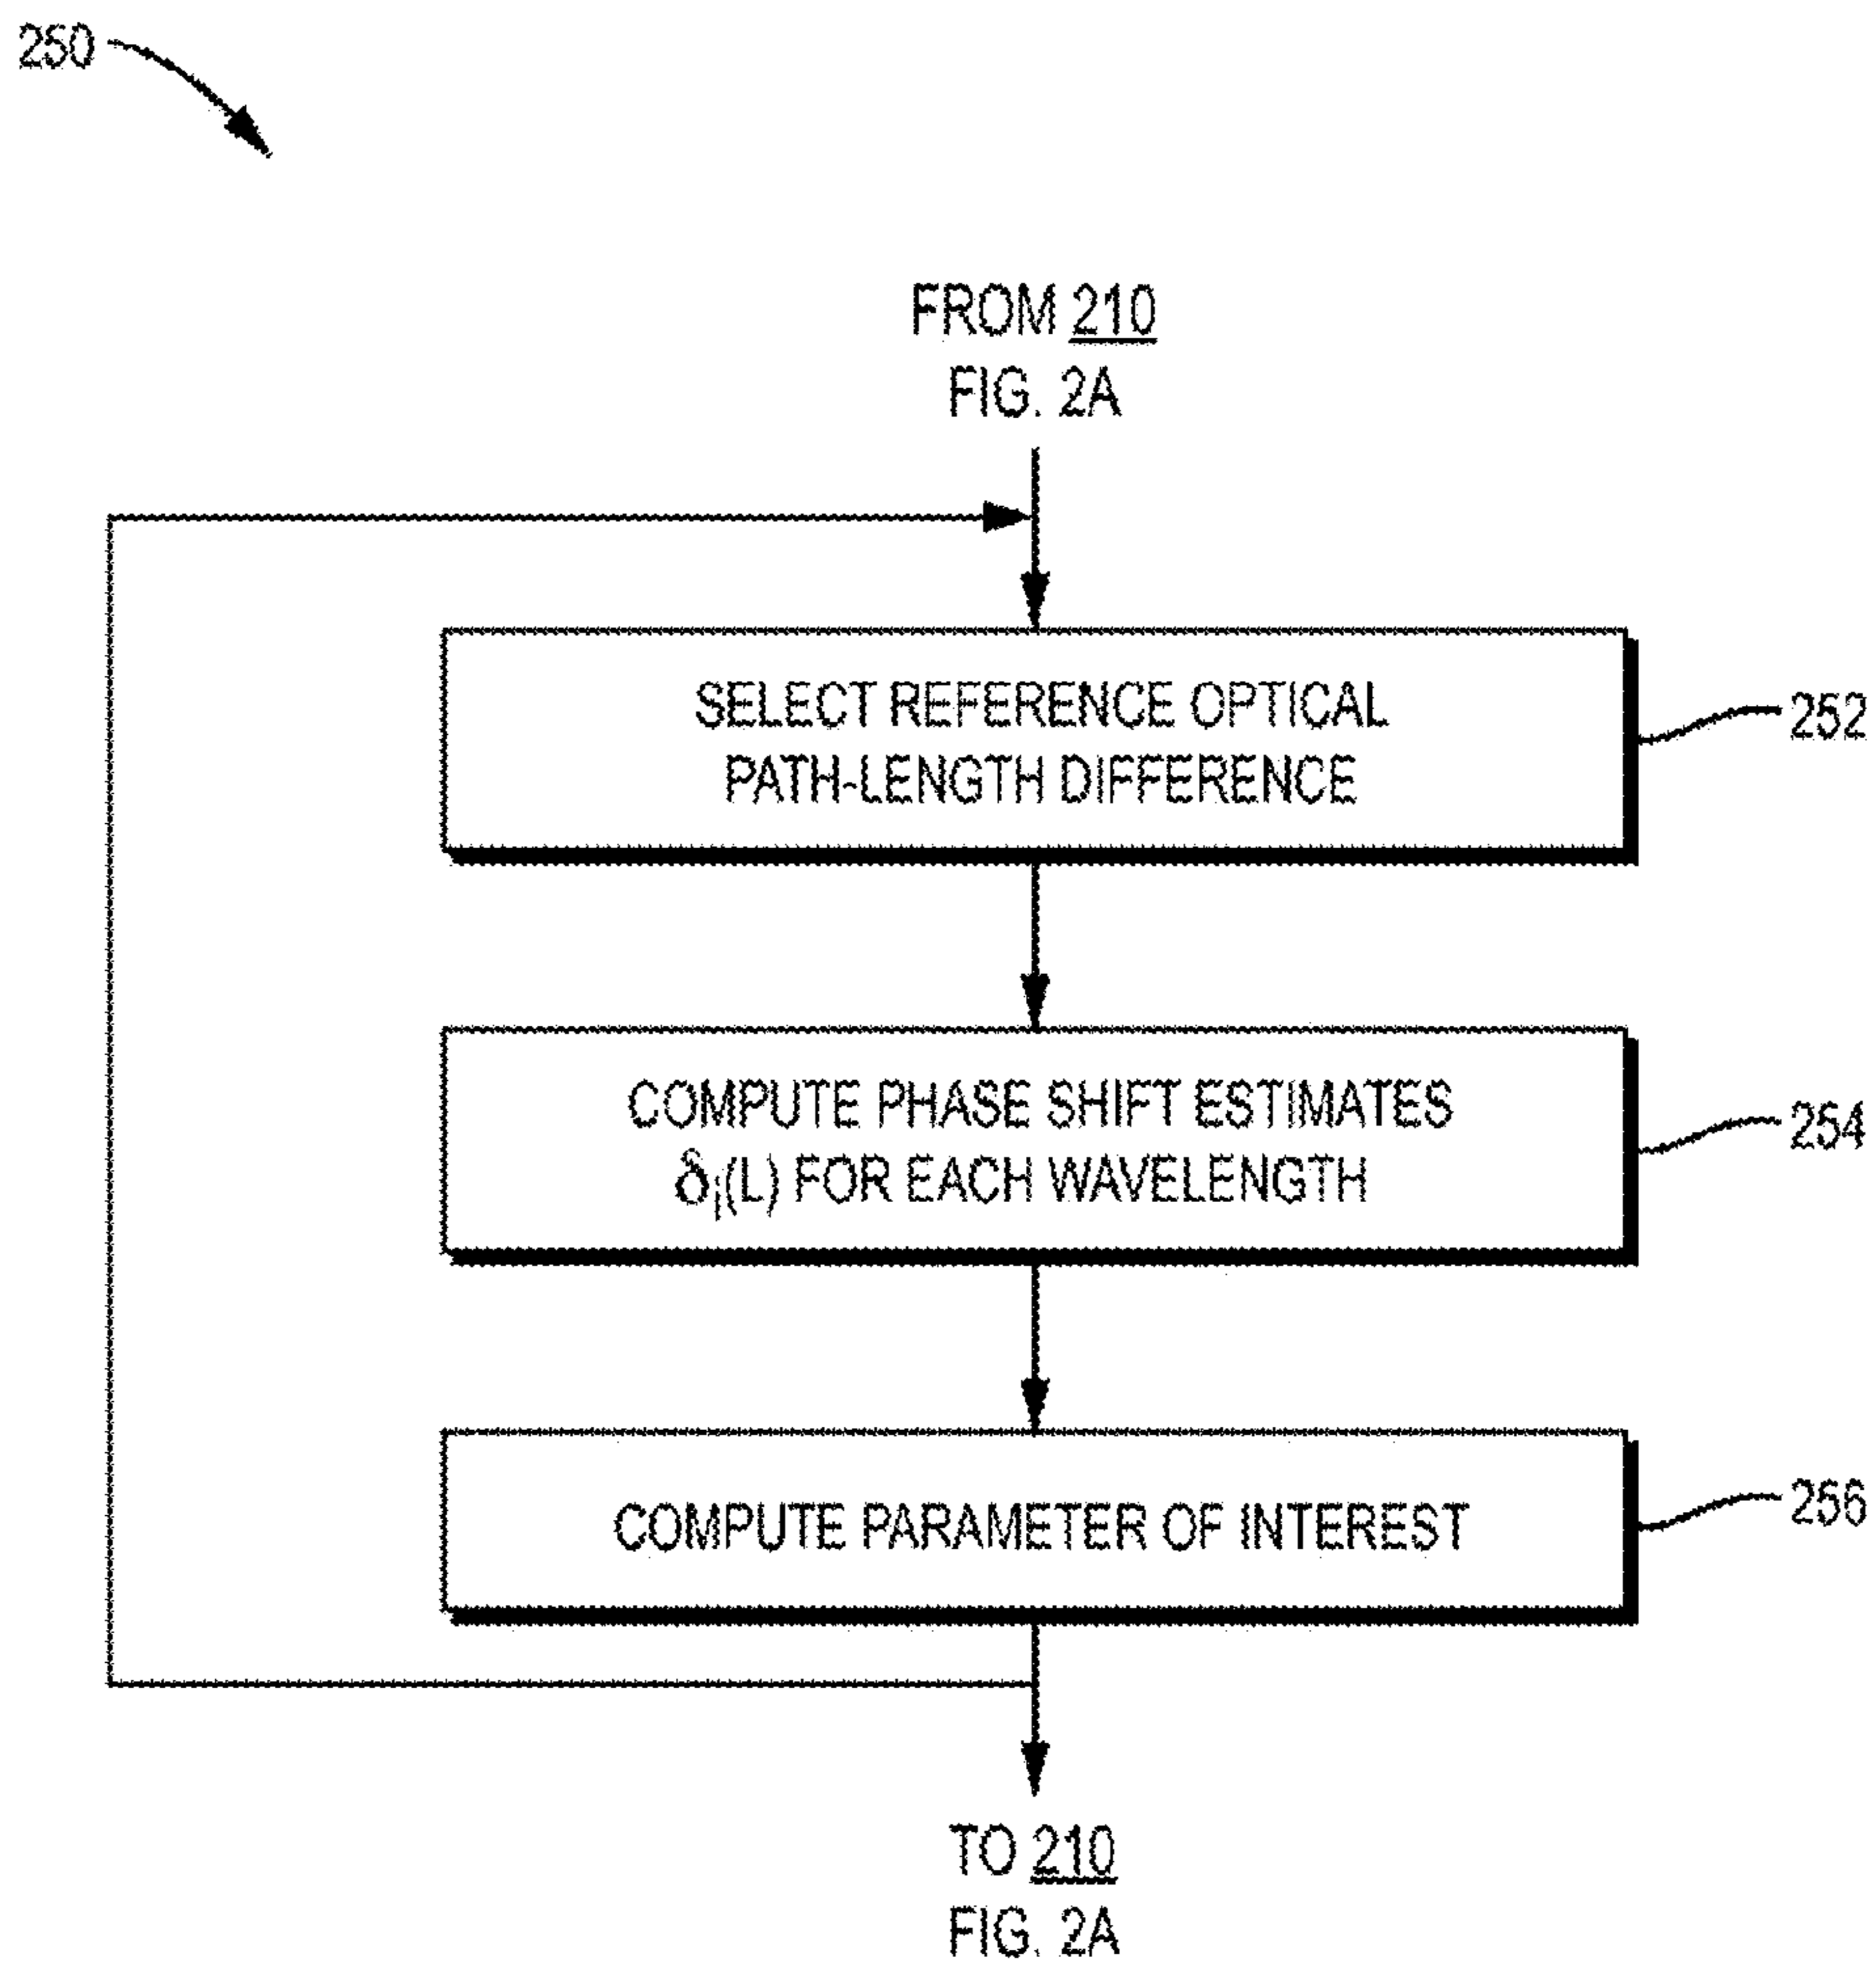 250
FROM 210
FIG. 2A
SELECT REFERENCE OPTICAL
PATH-LENGTH DIFFERENCE
252
COMPUTE PHASE SHIFT ESTIMATES
δi(L) FOR EACH WAVELENGTH
254
COMPUTE PARAMETER OF INTEREST
256
TO 210
FIG. 2A